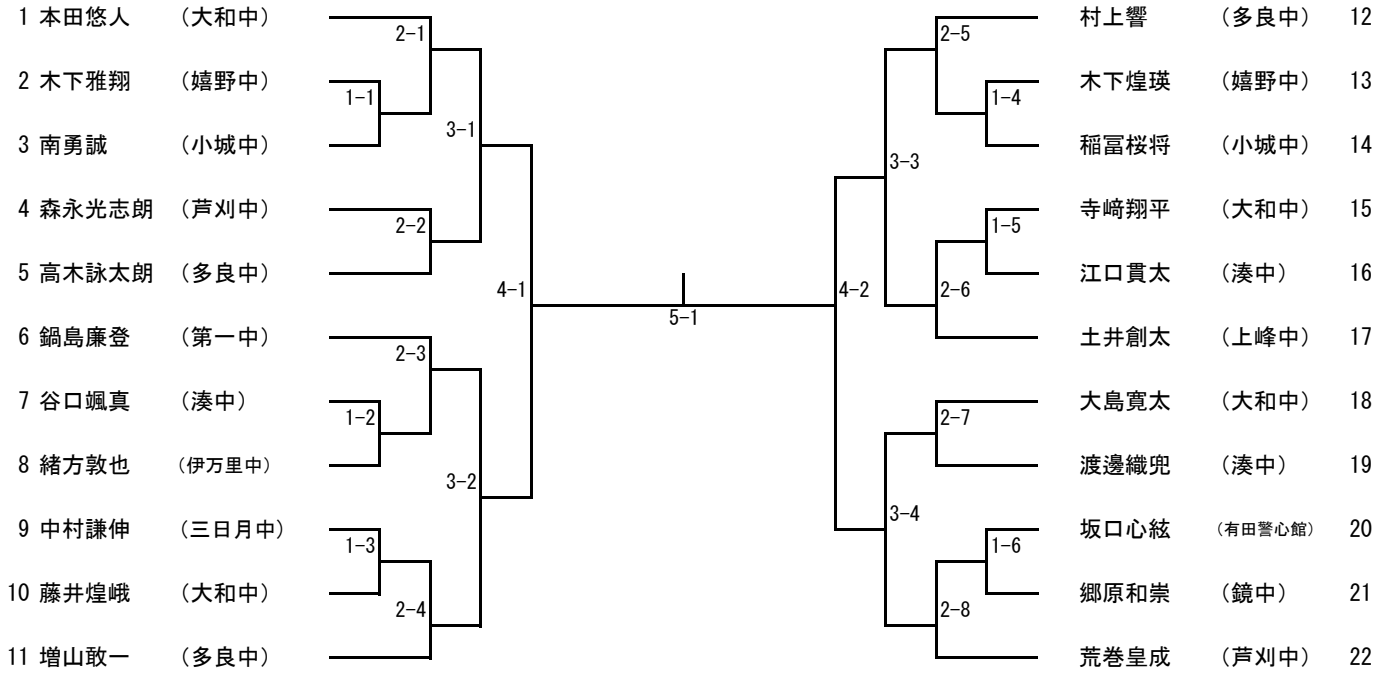 1 本田悠人 （大和中）
2 木下雅翔 （嬉野中）
3 南勇誠 （小城中）
4 森永光志朗 （芦刈中）
5 高木詠太朗 （多良中）
6 鍋島廉登 （第一中）
7 谷口颯真 （湊中）
8 緒方敦也 （伊万里中）
9 中村謙伸 （三日月中）
10 藤井煌峨 （大和中）
11 増山敢一 （多良中）
2-1
1-1
3-1
2-2
4-1
2-3
1-2
3-2
1-3
2-4
5-1
2-5
1-4
3-3
1-5
4-2
2-6
2-7
3-4
1-6
2-8
村上響 （多良中） 12
木下煌瑛 （嬉野中） 13
稲冨桜将 （小城中） 14
寺﨑翔平 （大和中） 15
江口貫太 （湊中） 16
土井創太 （上峰中） 17
大島寛太 （大和中） 18
渡邊織兜 （湊中） 19
坂口心絃 （有田警心館） 20
郷原和崇 （鏡中） 21
荒巻皇成 （芦刈中） 22